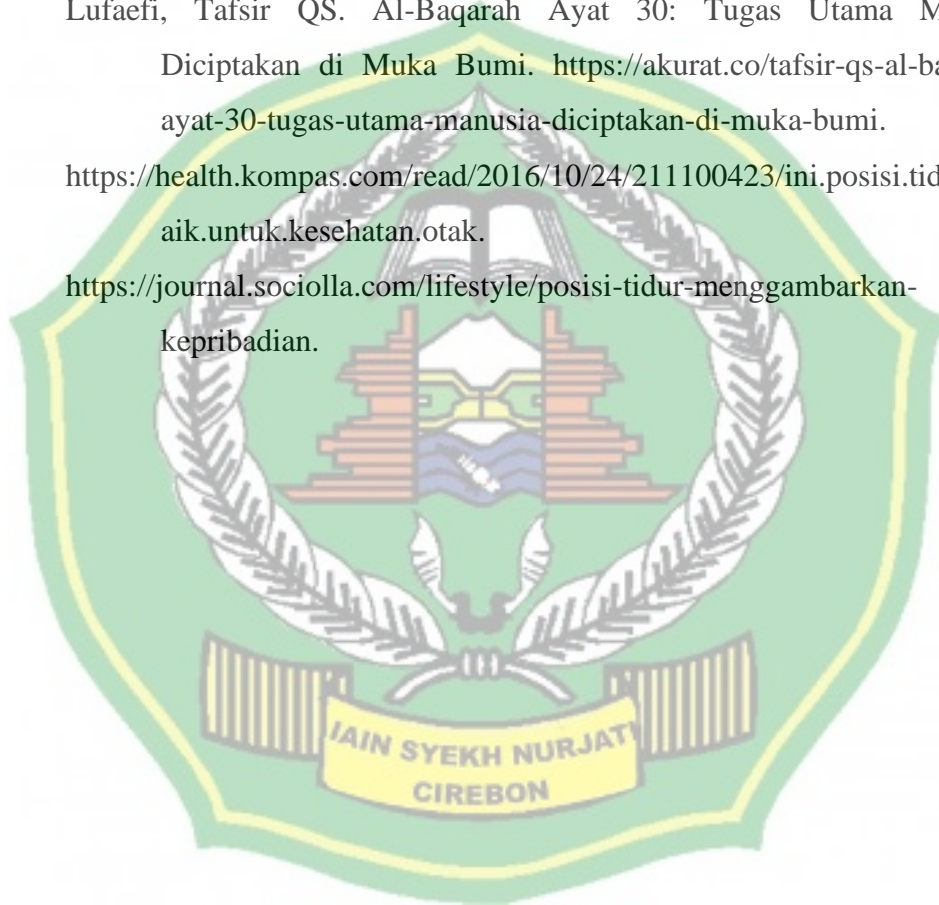 Lufaefi, Tafsir QS. Al-Baqarah Ayat 30: Tugas Utama M
Diciptakan di Muka Bumi. https://akurat.co/tafsir-qs-al-ba
ayat-30-tugas-utama-manusia-diciptakan-di-muka-bumi.
https://health.kompas.com/read/2016/10/24/211100423/ini.posisi.tid
aik.untuk.kesehatan.otak.
https://journal.sociolla.com/lifestyle/posisi-tidur-menggambarkan-
kepribadian.
IAIN SYEKH NURJATI
CIREBON